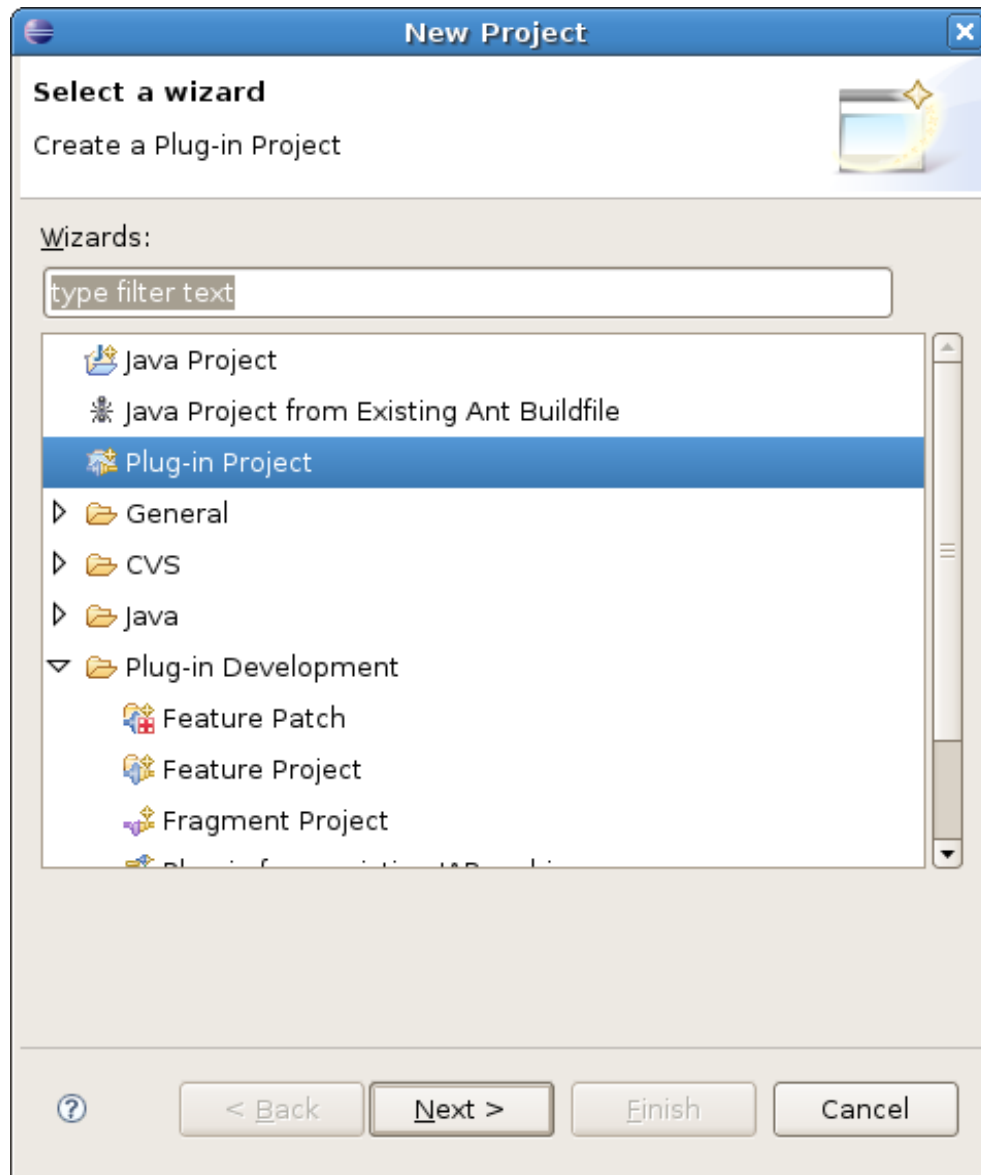 New Project
Select a wizard
Create a Plug-in Project
Wizards:
type filter text
Java Project
Java Project from Existing Ant Buildfile
Plug-in Project
General
CVS
Java
Plug-in Development
Feature Patch
Feature Project
Fragment Project
< Back Next > Finish Cancel